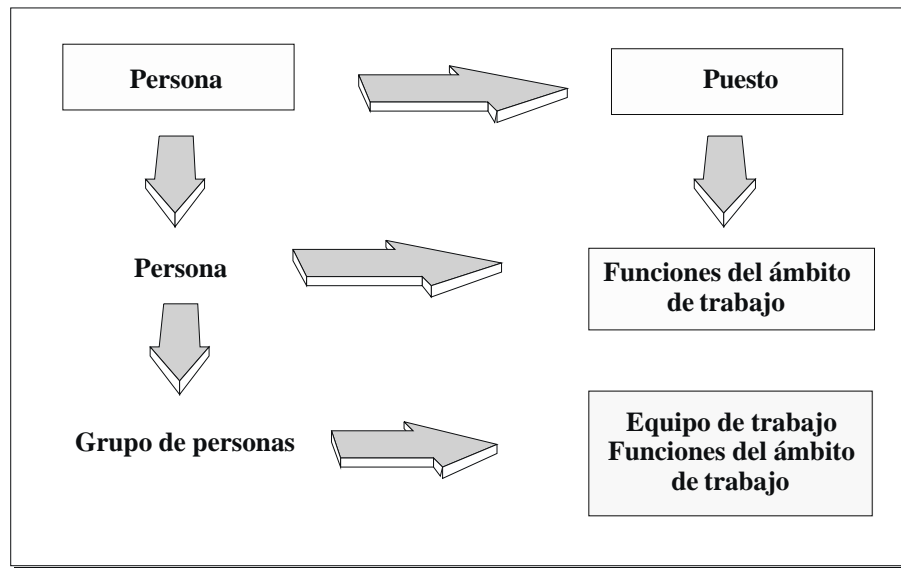 Persona
Puesto
Persona
Funciones del ámbito
de trabajo
Grupo de personas
Equipo de trabajo
Funciones del ámbito
de trabajo